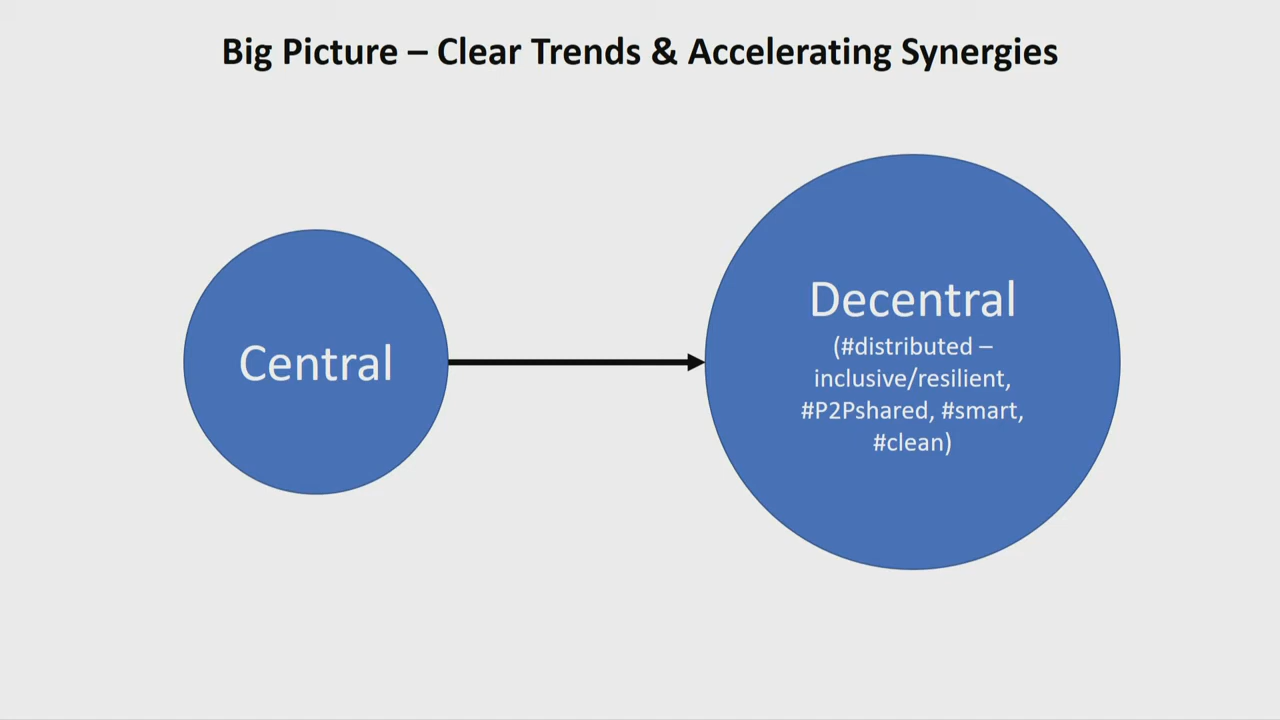 Big Picture – Clear Trends & Accelerating Synergies
Central
Decentral
(#distributed –
inclusive/resilient,
#P2Pshared, #smart,
#clean)